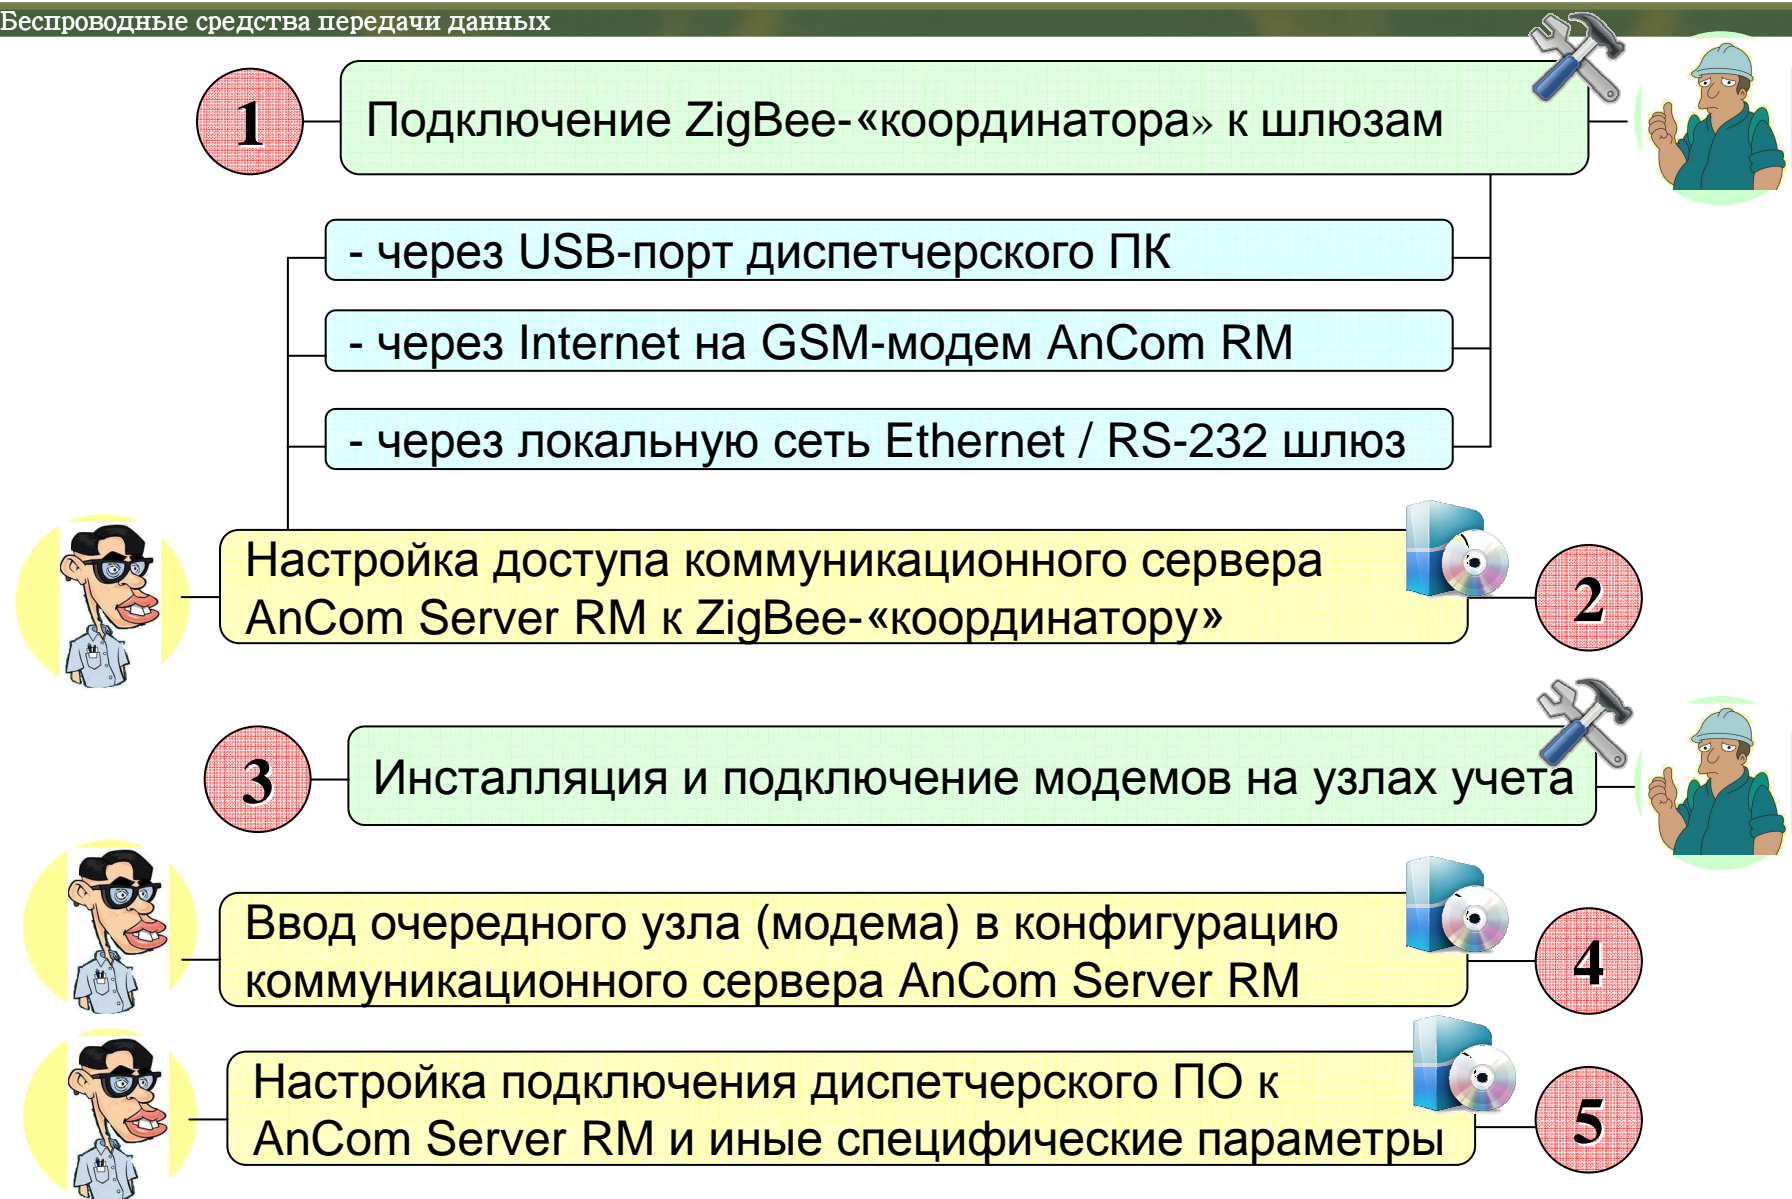 Беспроводные средства передачи данных
1
Подключение ZigBee-«координатора» к шлюзам
- через USB-порт диспетчерского ПК
- через Internet на GSM-модем AnCom RM
- через локальную сеть Ethernet / RS-232 шлюз
Настройка доступа коммуникационного сервера
AnCom Server RM к ZigBee-«координатору»
2
3
Инсталляция и подключение модемов на узлах учета
Ввод очередного узла (модема) в конфигурацию
коммуникационного сервера AnCom Server RM
4
Настройка подключения диспетчерского ПО к
AnCom Server RM и иные специфические параметры
5